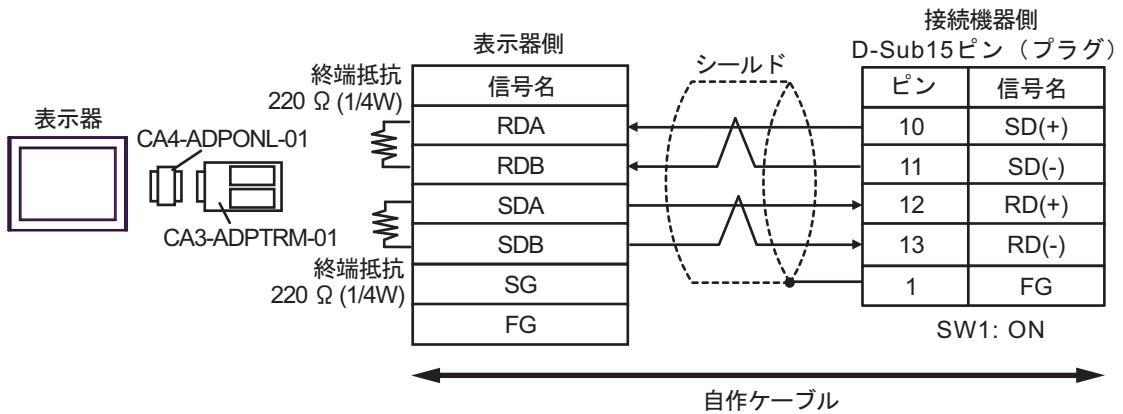 接続機器側
表示器側
D-Sub15ピン（プラグ）
終端抵抗
220 Ω (1/4W)
信号名
シールド
ピン
信号名
表示器
CA4-ADPONL-01
RDA
10
SD(+)
RDB
11
SD(-)
SDA
12
RD(+)
CA3-ADPTRM-01
SDB
13
RD(-)
終端抵抗
220 Ω (1/4W)
SG
1
FG
FG
SW1: ON
自作ケーブル